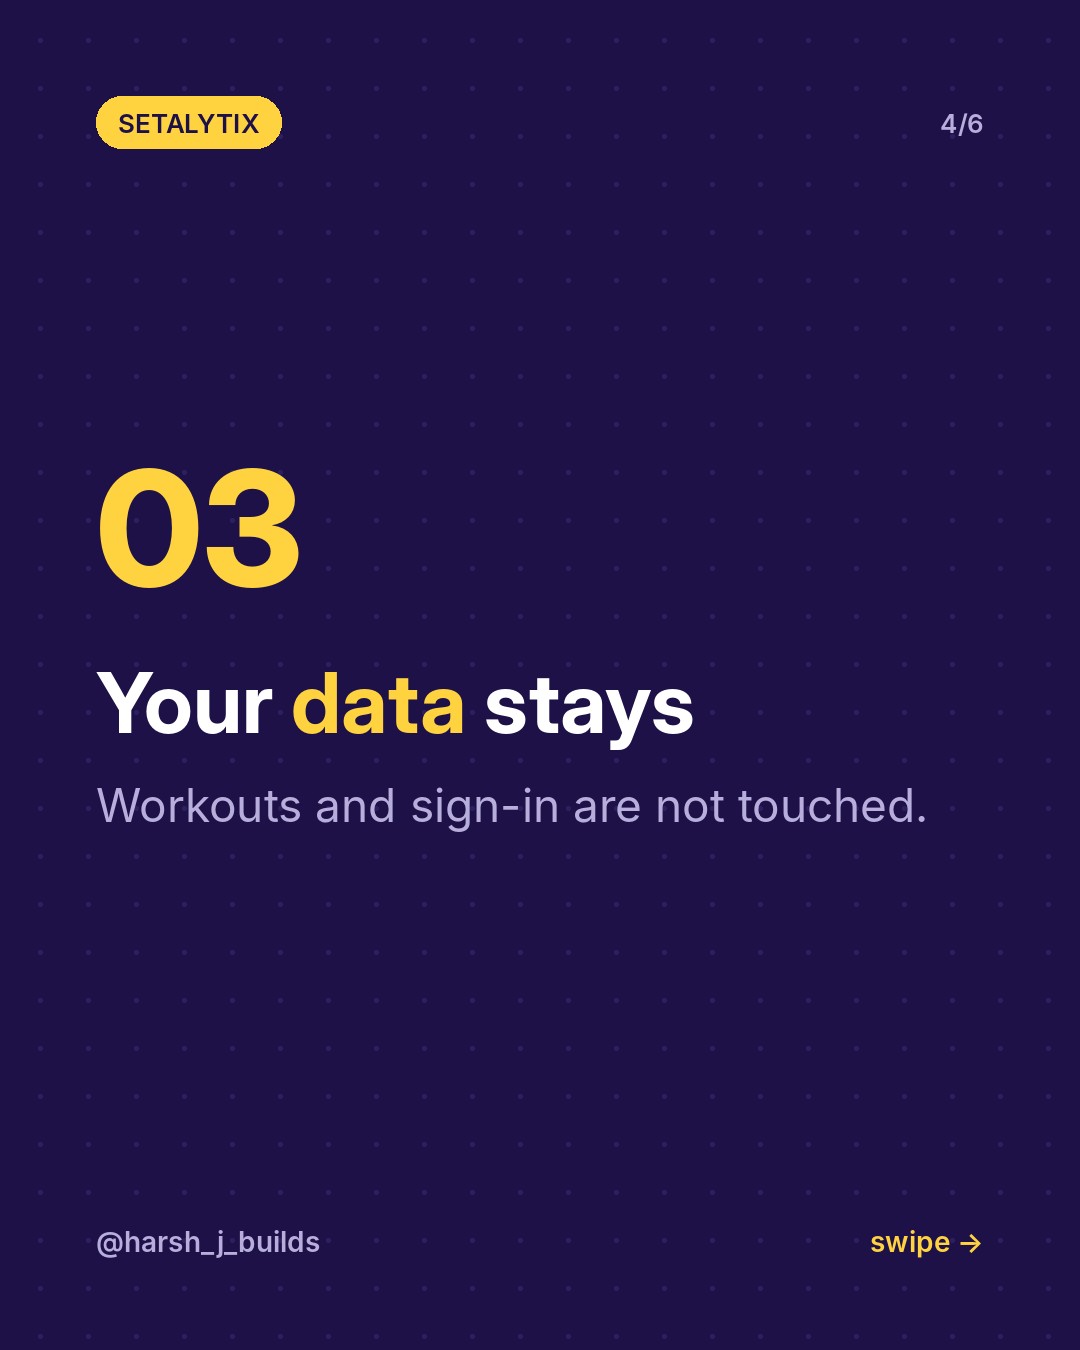 SETALYTIX
4/6
03
Your data stays
Workouts and sign-in are not touched.
@harsh_j_builds
swipe →